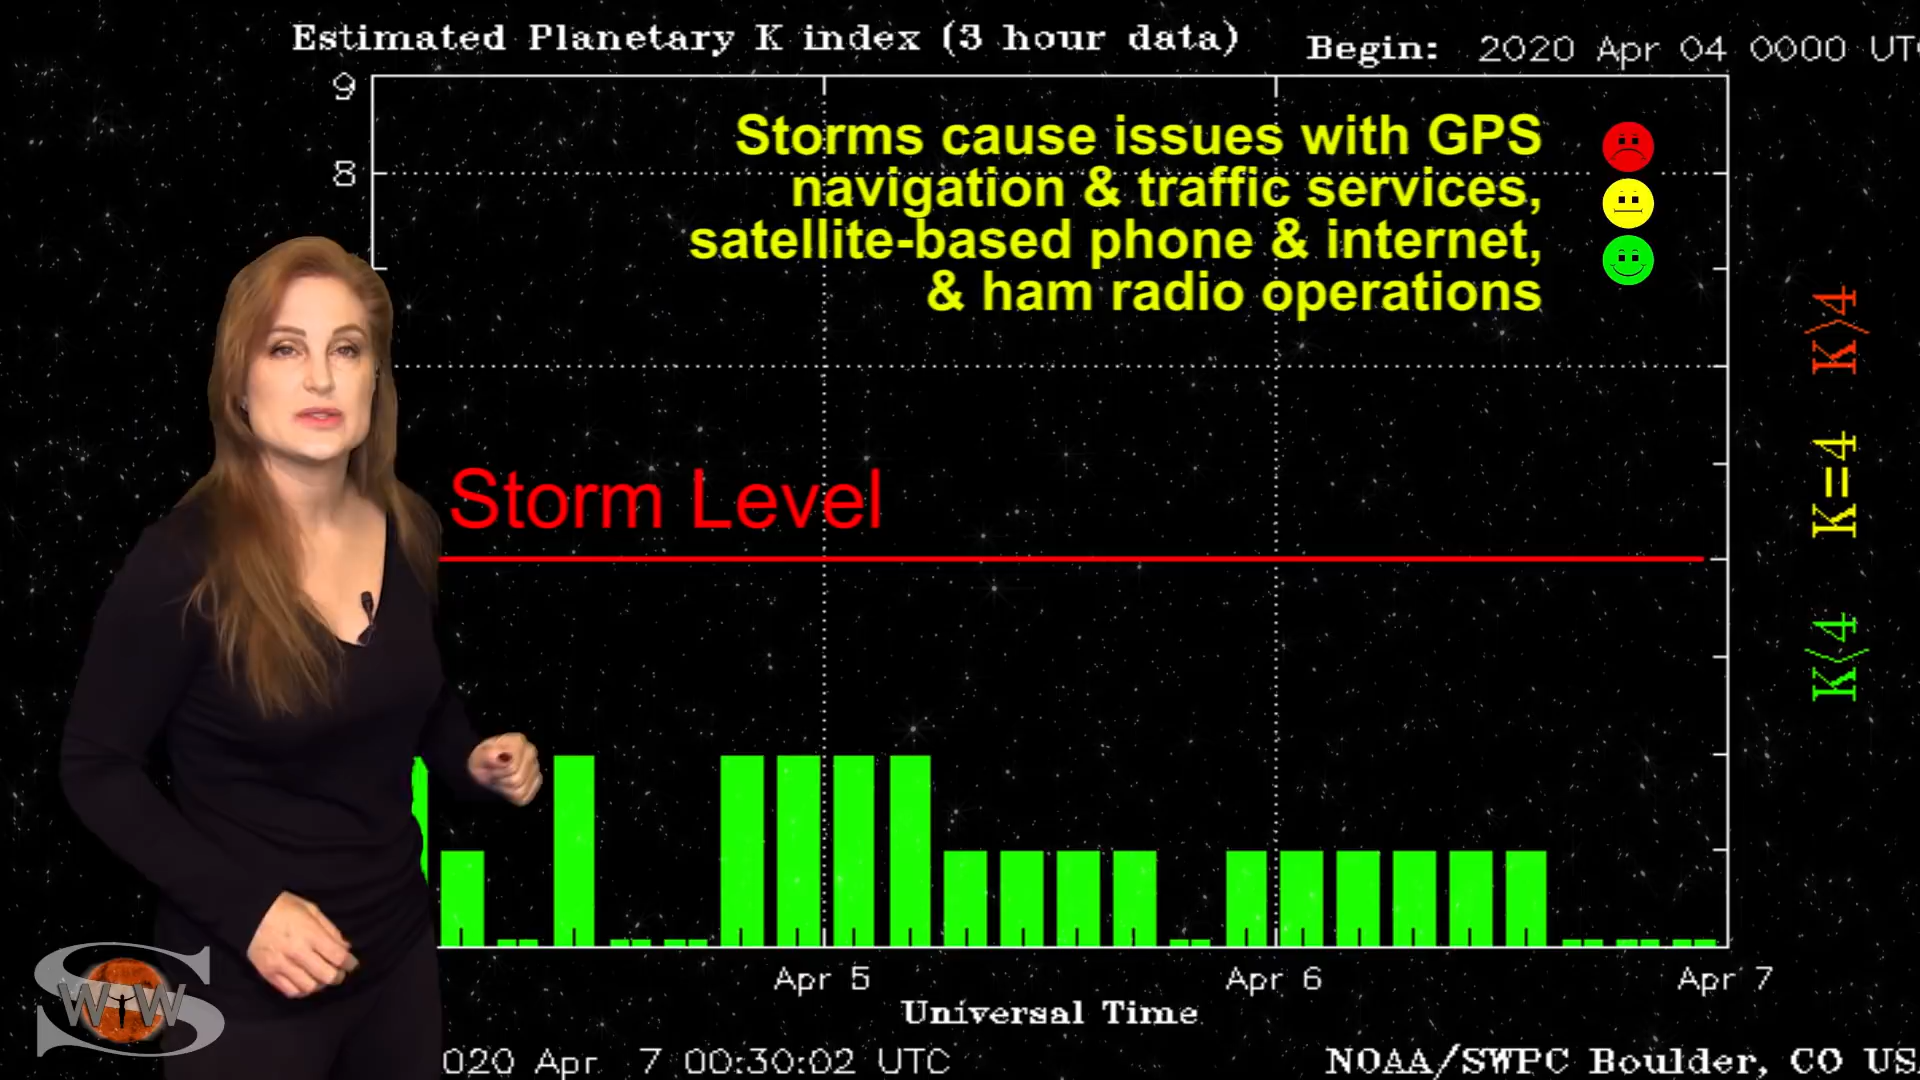 Estimated Planetary K index (3 hour data)
Begin: 2020 Apr 04 0000 UTC
9
8
Storms cause issues with GPS
navigation & traffic services,
satellite-based phone & internet,
& ham radio operations
K>4
K=4
K<4
Storm Level
Apr 5
Apr 6
Apr 7
Universal Time
020 Apr 7 00:30:02 UTC
NOAA/SWPC Boulder, CO US
S
WTW